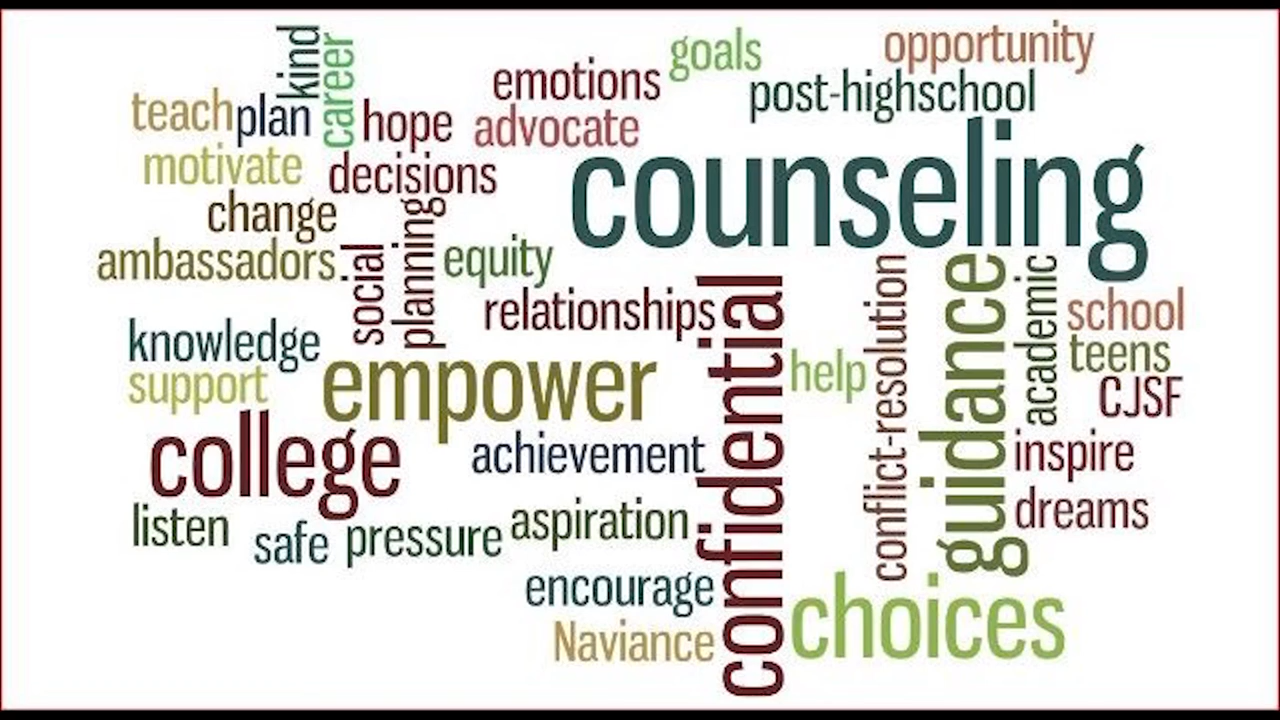 kind
career
goals
opportunity
emotions
post-highschool
teach
plan
hope
advocate
counseling
motivate
decisions
change
planning
ambassadors
social
equity
relationships
confidential
conflict-resolution
guidance
academic
school
knowledge
teens
support
empower
help
CJSF
college
achievement
inspire
listen
safe
pressure
aspiration
dreams
encourage
choices
Naviance